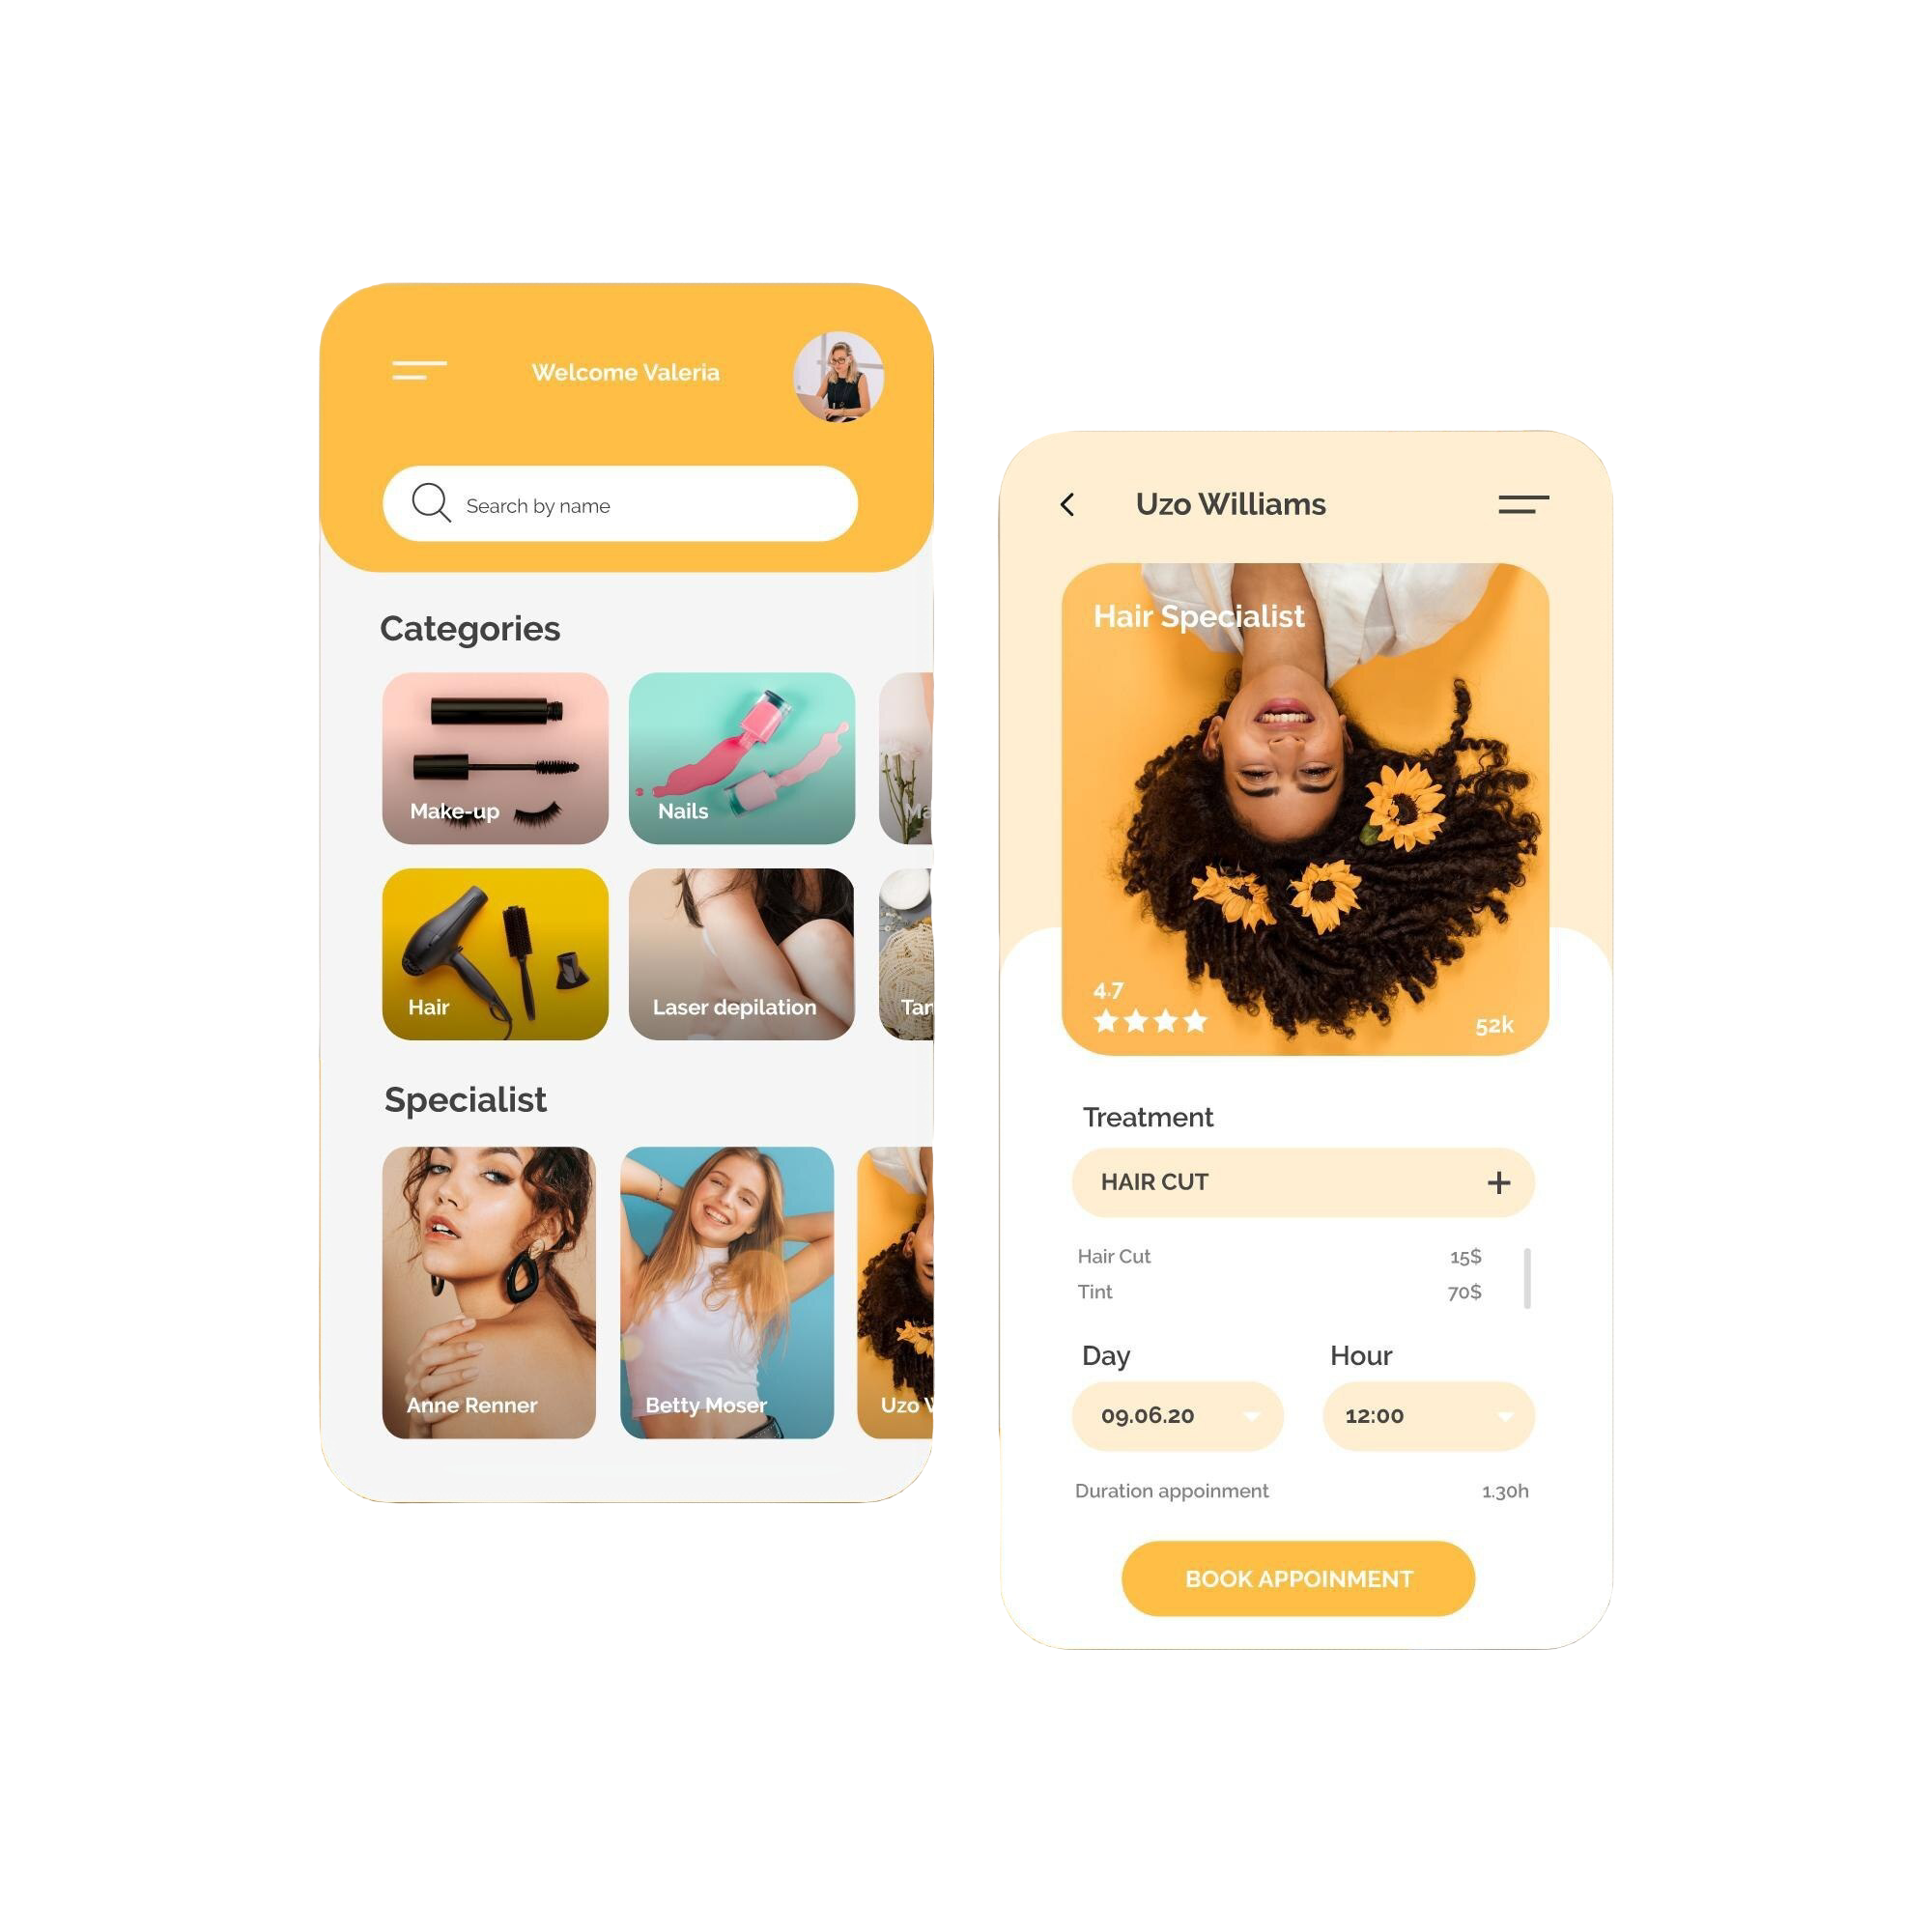 Welcome Valeria
Search by name
Categories
Make-up
Nails
Ma
Hair
Laser depilation
Tan
Specialist
Anne Renner
Betty Moser
Uzo
Uzo Williams
Hair Specialist
4.7
52k
Treatment
HAIR CUT
Hair Cut 15$
Tint 70$
Day Hour
09.06.20 12:00
Duration appoinment 1.30h
BOOK APPOINMENT